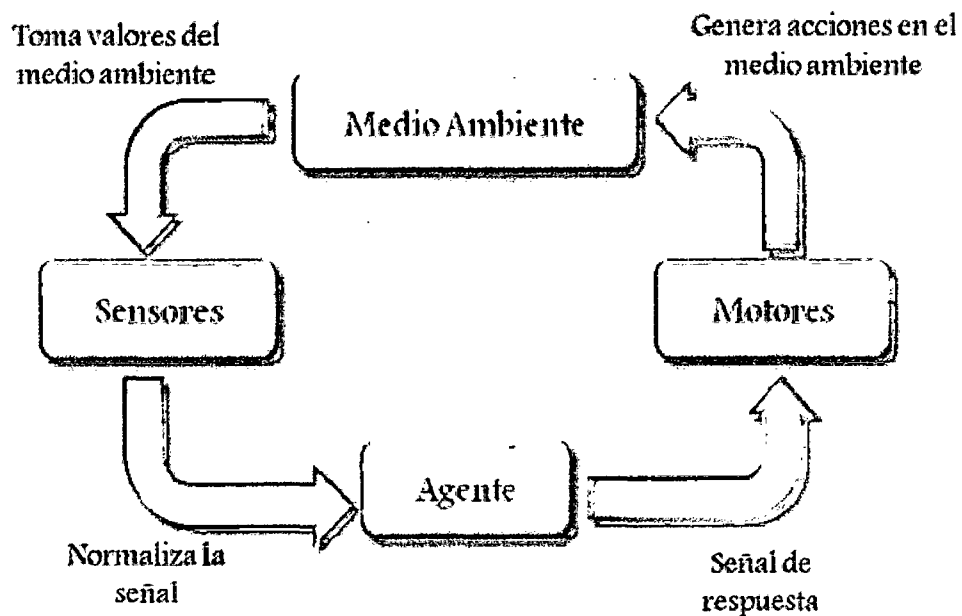 Toma valores del
medio ambiente
Genera acciones en el
medio ambiente
Medio Ambiente
Sensores
Motores
Agente
Normaliza la
señal
Señal de
respuesta